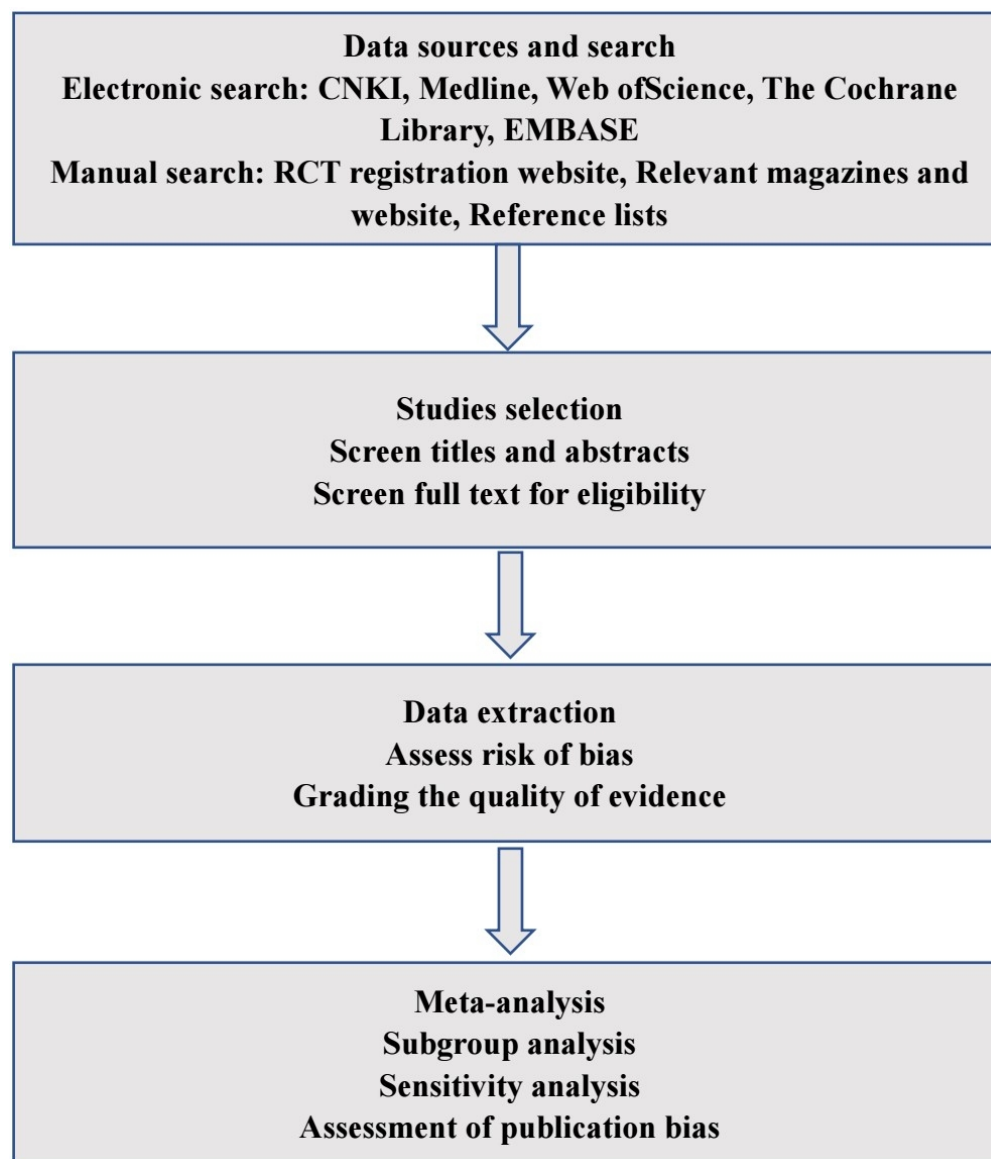 Data sources and search
Electronic search: CNKI, Medline, Web ofScience, The Cochrane
Library, EMBASE
Manual search: RCT registration website, Relevant magazines and
website, Reference lists
Studies selection
Screen titles and abstracts
Screen full text for eligibility
Data extraction
Assess risk of bias
Grading the quality of evidence
Meta-analysis
Subgroup analysis
Sensitivity analysis
Assessment of publication bias